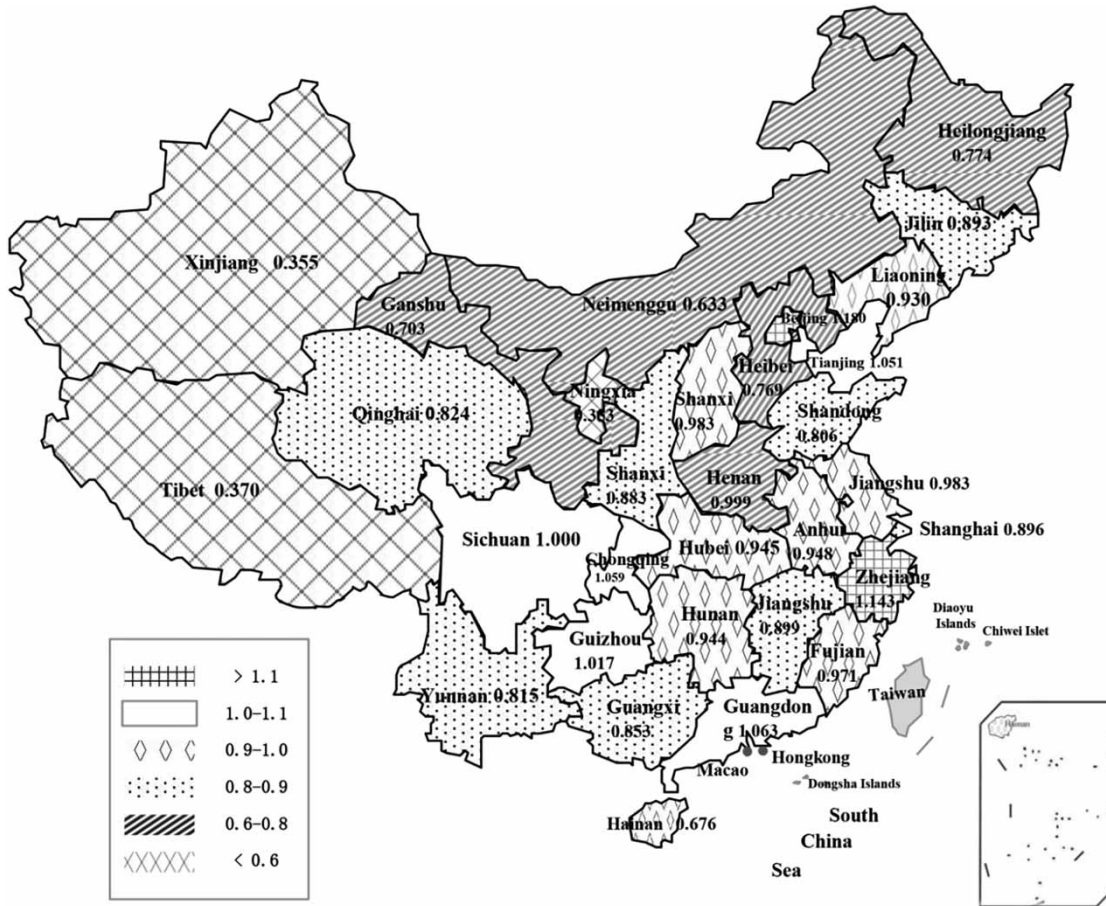 Heilongjiang
0.774
Jilin 0.893
Liaoning
0.930
Xinjiang 0.355
Ganshu
0.703
Neimenggu 0.633
Beijing 1.180
Tianjing 1.051
Heibei
0.769
Ningxia
Shanxi
0.983
Qinghai 0.824
Shandong
0.806
Shanxi
0.883
Henan
0.999
Jiangshu 0.983
Tibet 0.370
Shanghai 0.896
Sichuan 1.000
Anhui
0.948
Hubei 0.945
Chongqing
1.059
Zhejiang
1.143
Jiangshu
0.899
Hunan
0.944
Diaoyu
Islands
Chiwei Islet
Guizhou
1.017
Fujian
0.971
Yunnan 0.815
Guangxi
0.853
Guangdon
g 1.063
Taiwan
Macao
Hongkong
Dongsha Islands
Hainan 0.676
South
China
Sea
Hainan
> 1.1
1.0-1.1
0.9-1.0
0.8-0.9
0.6-0.8
< 0.6